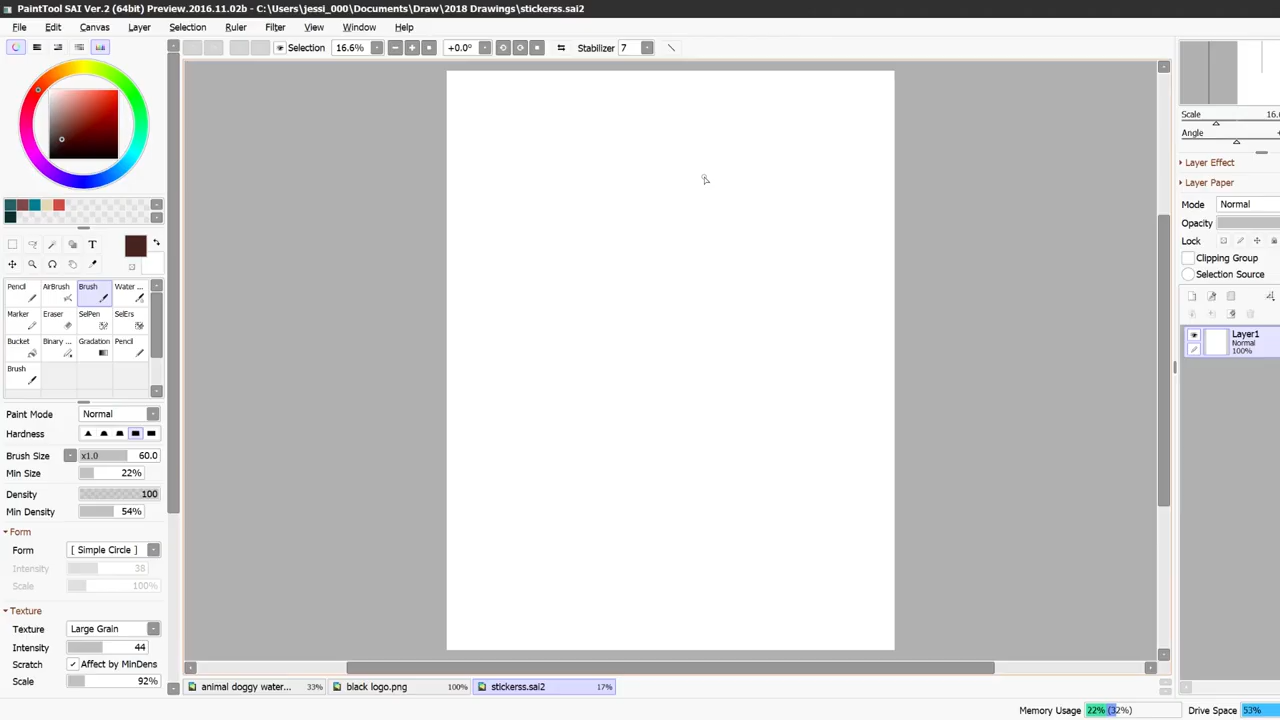 PaintTool SAI Ver.2 (64bit) Preview.2016.11.02b - C:\Users\jessi_000\Documents\Draw\2018 Drawings\stickerss.sai2
File Edit Canvas Layer Selection Ruler Filter View Window Help
Selection 16.6% +0.0° Stabilizer 7
Scale 16.
Angle
Layer Effect
Layer Paper
Mode Normal
Opacity
Lock
Clipping Group
Selection Source
Layer1
Normal
100%
T
Pencil AirBrush Brush Water ...
Marker Eraser SelPen SelErs
Bucket Binary ... Gradation Pencil
Brush
Paint Mode Normal
Hardness
Brush Size x1.0 60.0
Min Size 22%
Density 100
Min Density 54%
Form
Form [ Simple Circle ]
Intensity 38
Scale 100%
Texture
Texture Large Grain
Intensity 44
Scratch Affect by MinDens
Scale 92%
animal doggy water... 33% black logo.png 100% stickerss.sai2 17%
Memory Usage 22% (32%) Drive Space 53%